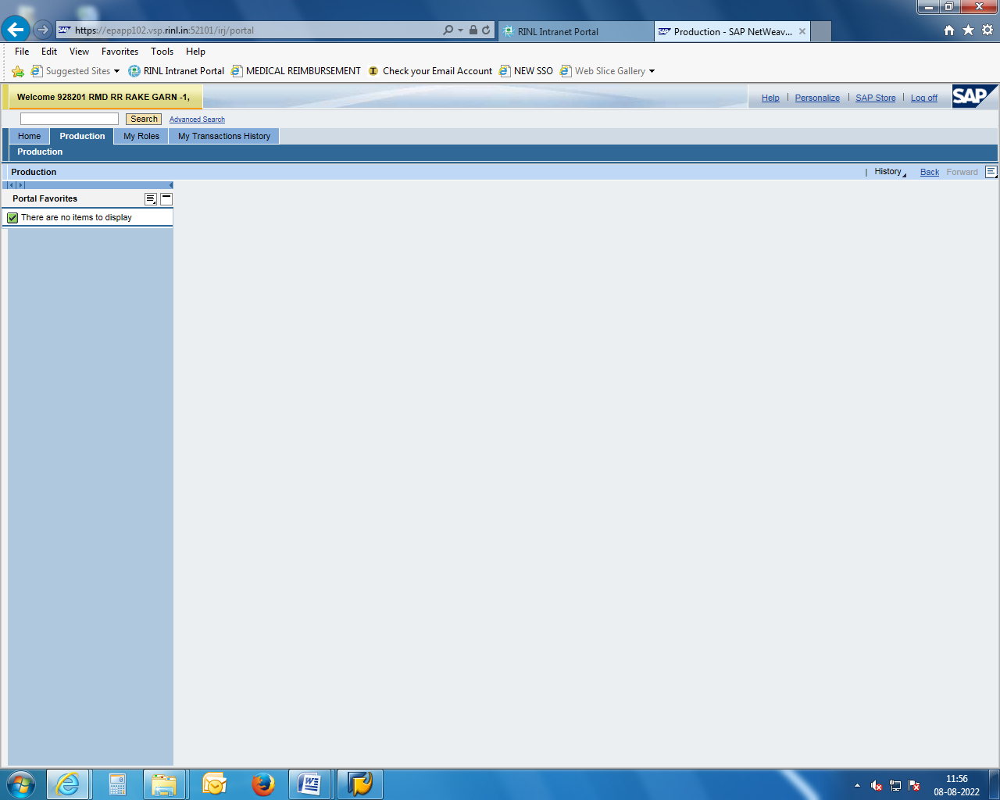 https://epapp102.vsp.rinl.in:52101/irj/portal
RINL Intranet Portal
Production - SAP NetWeav...
File Edit View Favorites Tools Help
Suggested Sites RINL Intranet Portal MEDICAL REIMBURSEMENT Check your Email Account NEW SSO Web Slice Gallery
Welcome 928201 RMD RR RAKE GARN -1,
Help Personalize SAP Store Log off SAP
Search Advanced Search
Home Production My Roles My Transactions History
Production
Production
History Back Forward
Portal Favorites
There are no items to display
11:56
08-08-2022